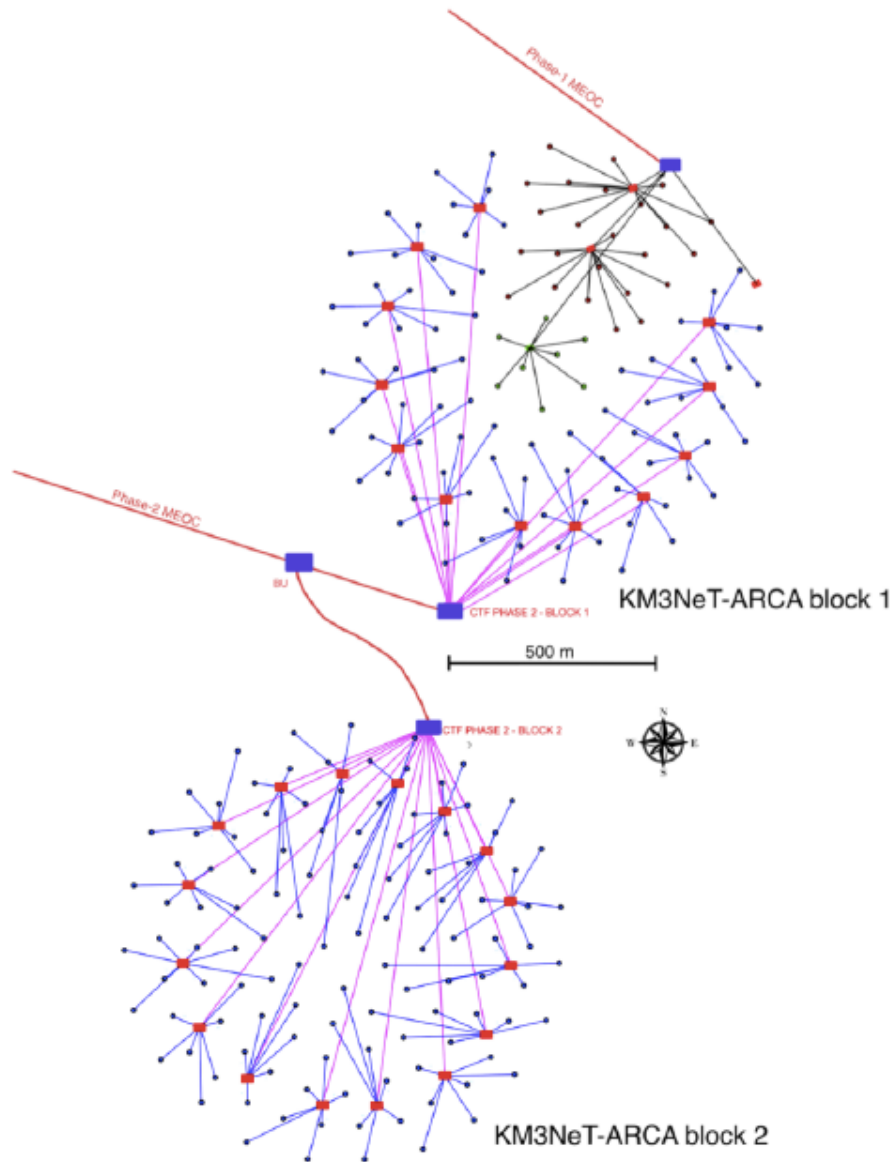 Phase-1 MEOC
Phase-2 MEOC
BU
CTF PHASE 2 - BLOCK 1
KM3NeT-ARCA block 1
500 m
CTF PHASE 2 - BLOCK 2
N
W
E
S
KM3NeT-ARCA block 2